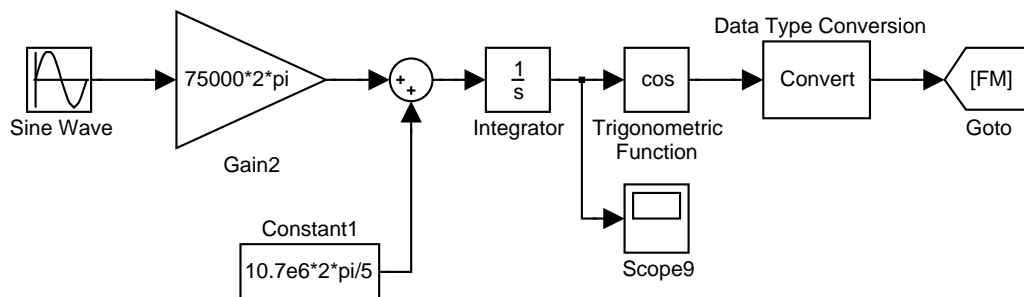 Data Type Conversion
75000*2*pi
+
+
1
s
cos
Convert
[FM]
Sine Wave
Integrator
Trigonometric
Function
Goto
Gain2
Constant1
10.7e6*2*pi/5
Scope9